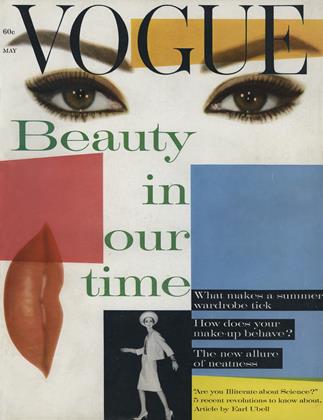 VOGUE
60c
MAY
Beauty
in
our
time
What makes a summer
wardrobe tick
How does your
make-up behave?
The new allure
of neatness
"Are you Illiterate about Science?"
5 recent revolutions to know about.
Article by Earl Ubell